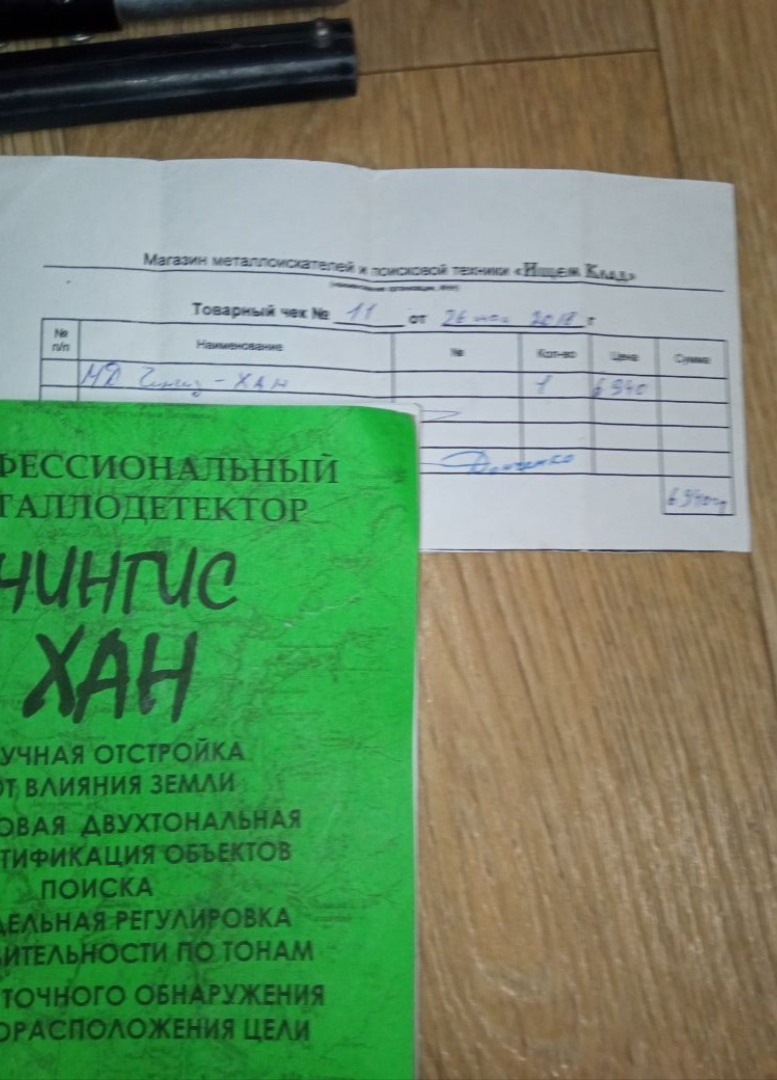 Магазин металлоискателей и поисковой техники «Ищем Клад»
Товарный чек № 11 от 26 2018 г
№ п/п Наименование № Кол-во Цена Сумма
МД Чингиз - ХАН 1 6940
6940
ФЕССИОНАЛЬНЫЙ
ТАЛЛОДЕТЕКТОР
ЧИНГИС
ХАН
УЧНАЯ ОТСТРОЙКА
ОТ ВЛИЯНИЯ ЗЕМЛИ
ОВАЯ ДВУХТОНАЛЬНАЯ
ТИФИКАЦИЯ ОБЪЕКТОВ
ПОИСКА
ДЕЛЬНАЯ РЕГУЛИРОВКА
ИТЕЛЬНОСТИ ПО ТОНАМ
ТОЧНОГО ОБНАРУЖЕНИЯ
ОРАСПОЛОЖЕНИЯ ЦЕЛИ